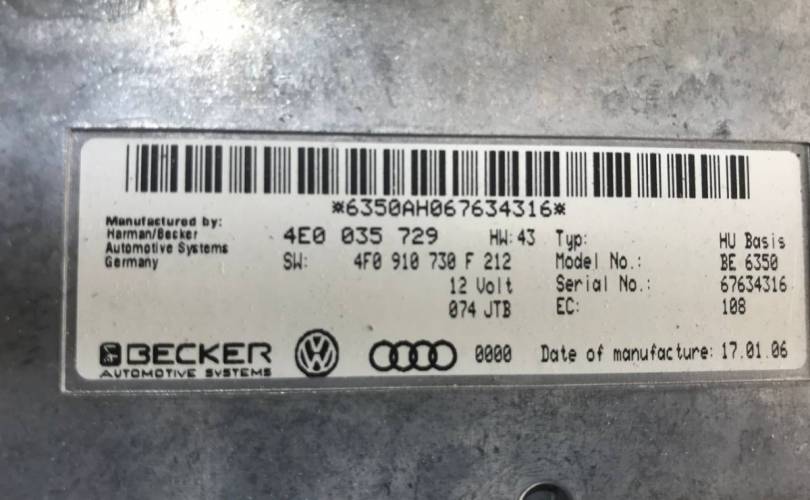 *6350AH067634316*
Manufactured by:
Harman/Becker
Automotive Systems
Germany
4E0 035 729 HW: 43
SW: 4F0 910 730 F 212
12 Volt
074 JTB
Typ: HU Basis
Model No.: BE 6350
Serial No.: 67634316
EC: 108
BECKER
AUTOMOTIVE SYSTEMS
0000 Date of manufacture: 17.01.06